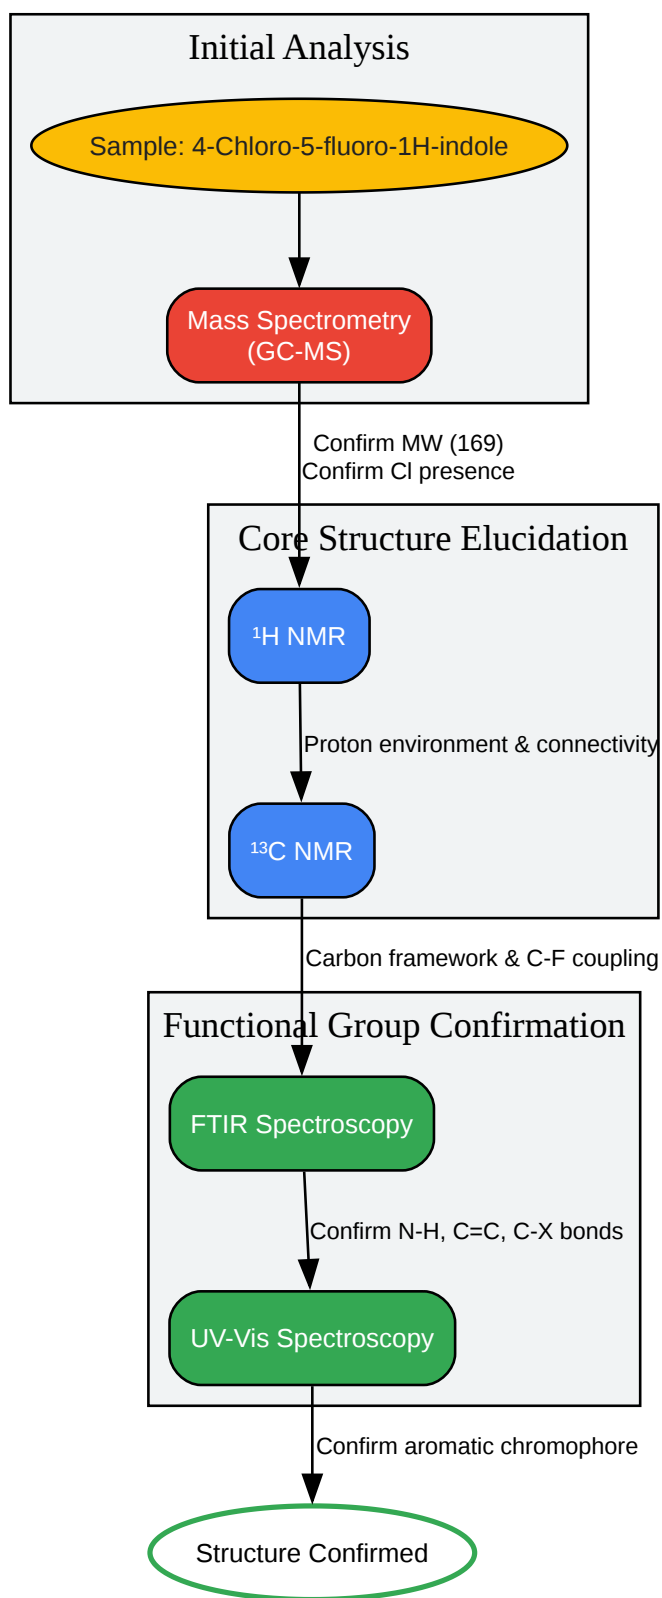 Initial Analysis
Sample: 4-Chloro-5-fluoro-1H-indole
Mass Spectrometry
(GC-MS)
Confirm MW (169)
Confirm Cl presence
Core Structure Elucidation
¹H NMR
Proton environment & connectivity
¹³C NMR
Carbon framework & C-F coupling
Functional Group Confirmation
FTIR Spectroscopy
Confirm N-H, C=C, C-X bonds
UV-Vis Spectroscopy
Confirm aromatic chromophore
Structure Confirmed